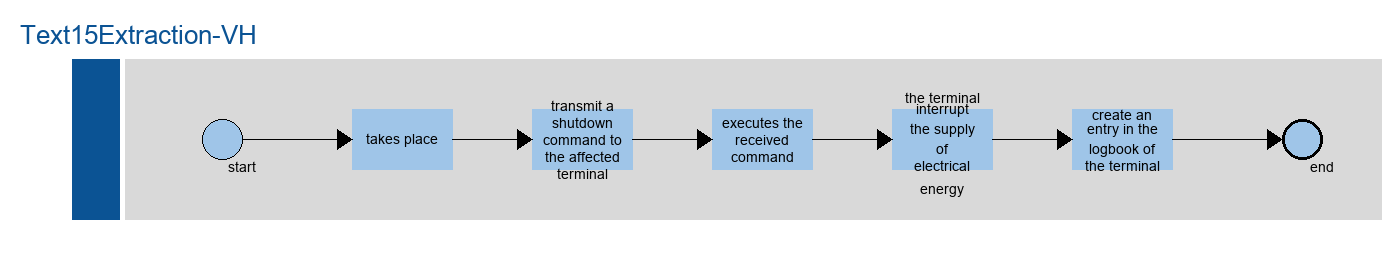 Text15Extraction-VH
start
takes place
transmit a
shutdown
command to
the affected
terminal
executes the
received
command
the terminal
interrupt
the supply
of
electrical
energy
create an
entry in the
logbook of
the terminal
end